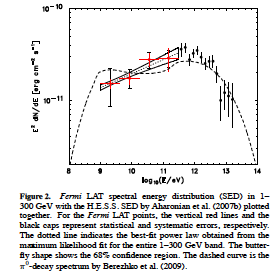 10⁻¹⁰
10⁻¹¹
E² dN/dE [erg cm⁻² s⁻¹]
8 9 10 11 12 13 14
log₁₀(E/eV)
Figure 2. Fermi LAT spectral energy distribution (SED) in 1–
300 GeV with the H.E.S.S. SED by Aharonian et al. (2007b) plotted
together. For the Fermi LAT points, the vertical red lines and the
black caps represent statistical and systematic errors, respectively.
The dotted line indicates the best-fit power law obtained from the
maximum likelihood fit for the entire 1–300 GeV band. The butter-
fly shape shows the 68% confidence region. The dashed curve is the
π⁰-decay spectrum by Berezhko et al. (2009).